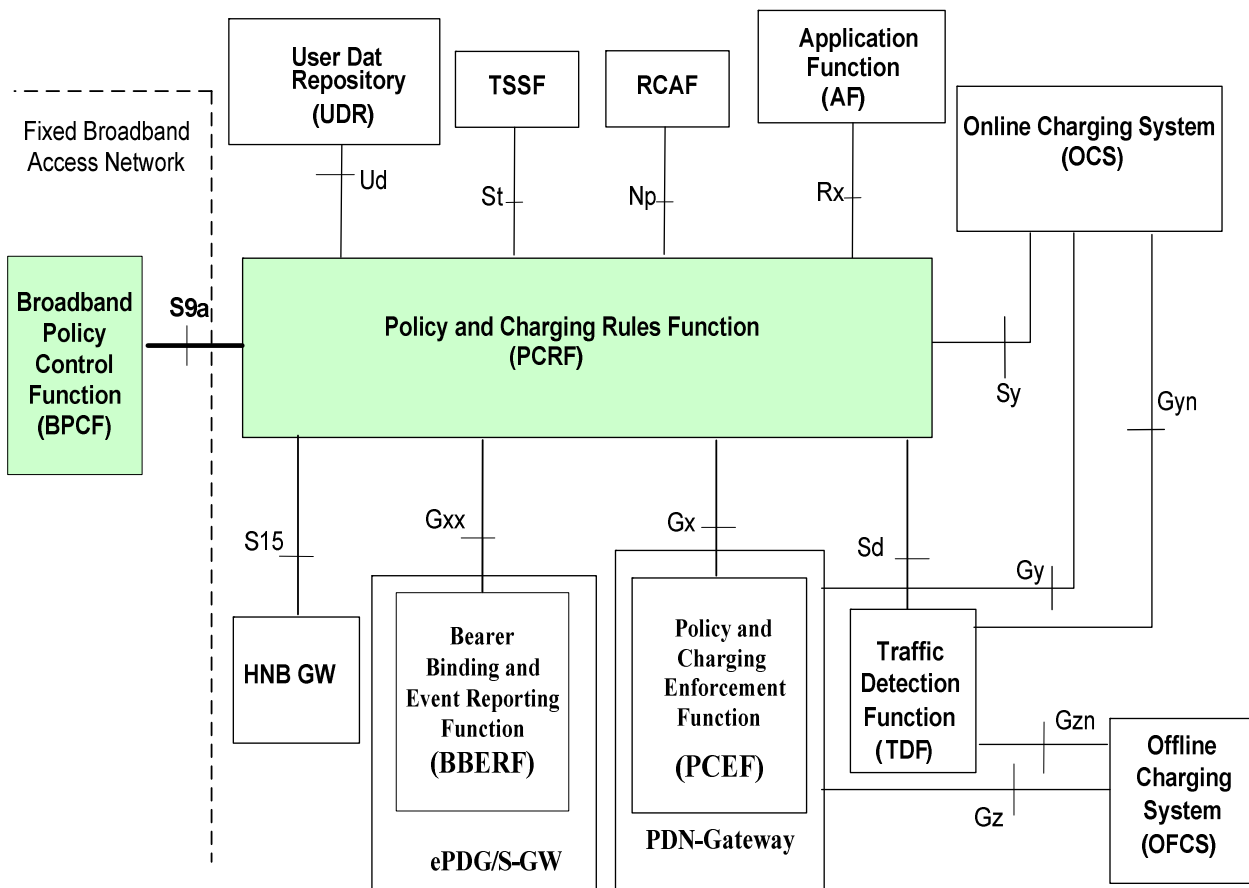 User Dat
Repository
(UDR)
TSSF
RCAF
Application
Function
(AF)
Online Charging System
(OCS)
Fixed Broadband
Access Network
Ud
St
Np
Rx
Broadband
Policy
Control
Function
(BPCF)
S9a
Policy and Charging Rules Function
(PCRF)
Sy
Gyn
S15
Gxx
Gx
Sd
Gy
HNB GW
Bearer
Binding and
Event Reporting
Function
(BBERF)
ePDG/S-GW
Policy and
Charging
Enforcement
Function
(PCEF)
PDN-Gateway
Traffic
Detection
Function
(TDF)
Gzn
Gz
Offline
Charging
System
(OFCS)